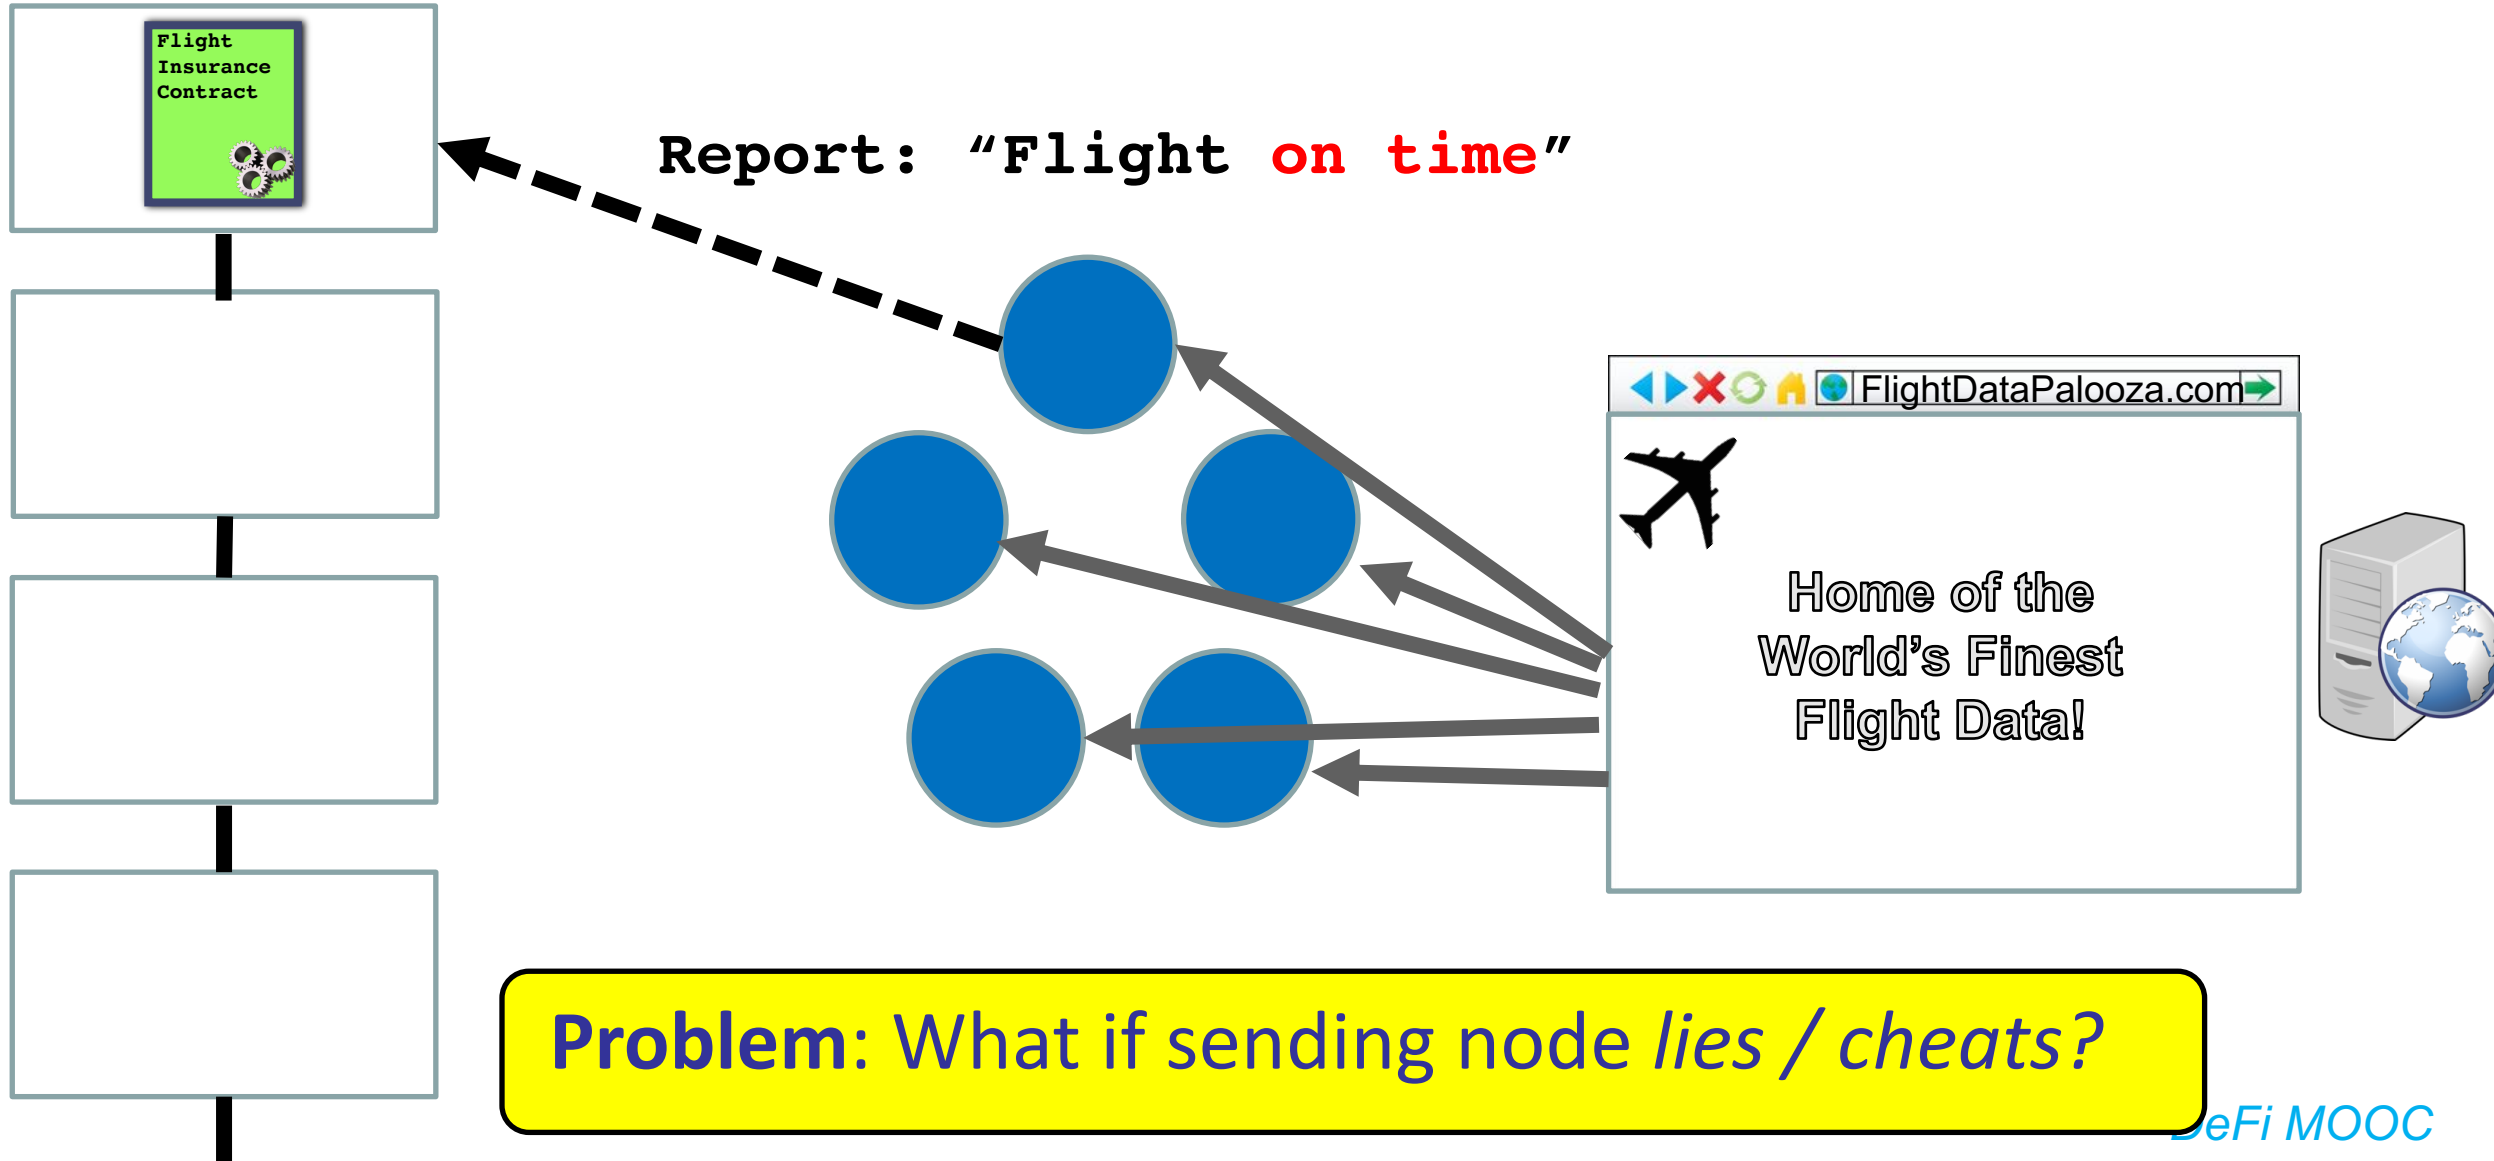 Flight
Insurance
Contract
Report: “Flight on time”
FlightDataPalooza.com
Home of the
World’s Finest
Flight Data!
Problem: What if sending node lies / cheats?
DeFi MOOC